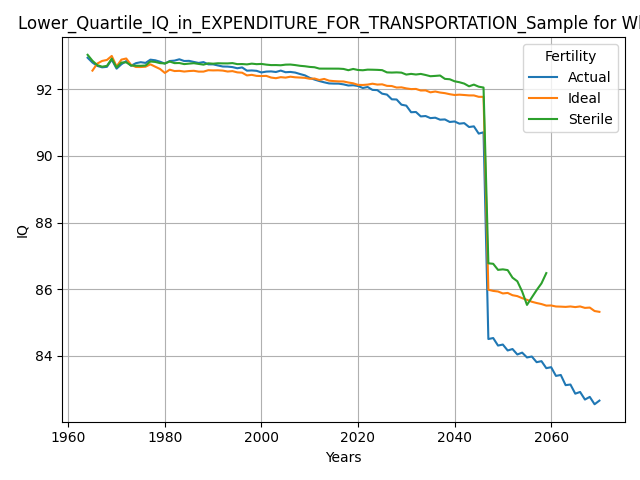 Lower_Quartile_IQ_in_EXPENDITURE_FOR_TRANSPORTATION_Sample for
Fertility
Actual
Ideal
Sterile
92
90
88
86
84
IQ
1960
1980
2000
2020
2040
2060
Years